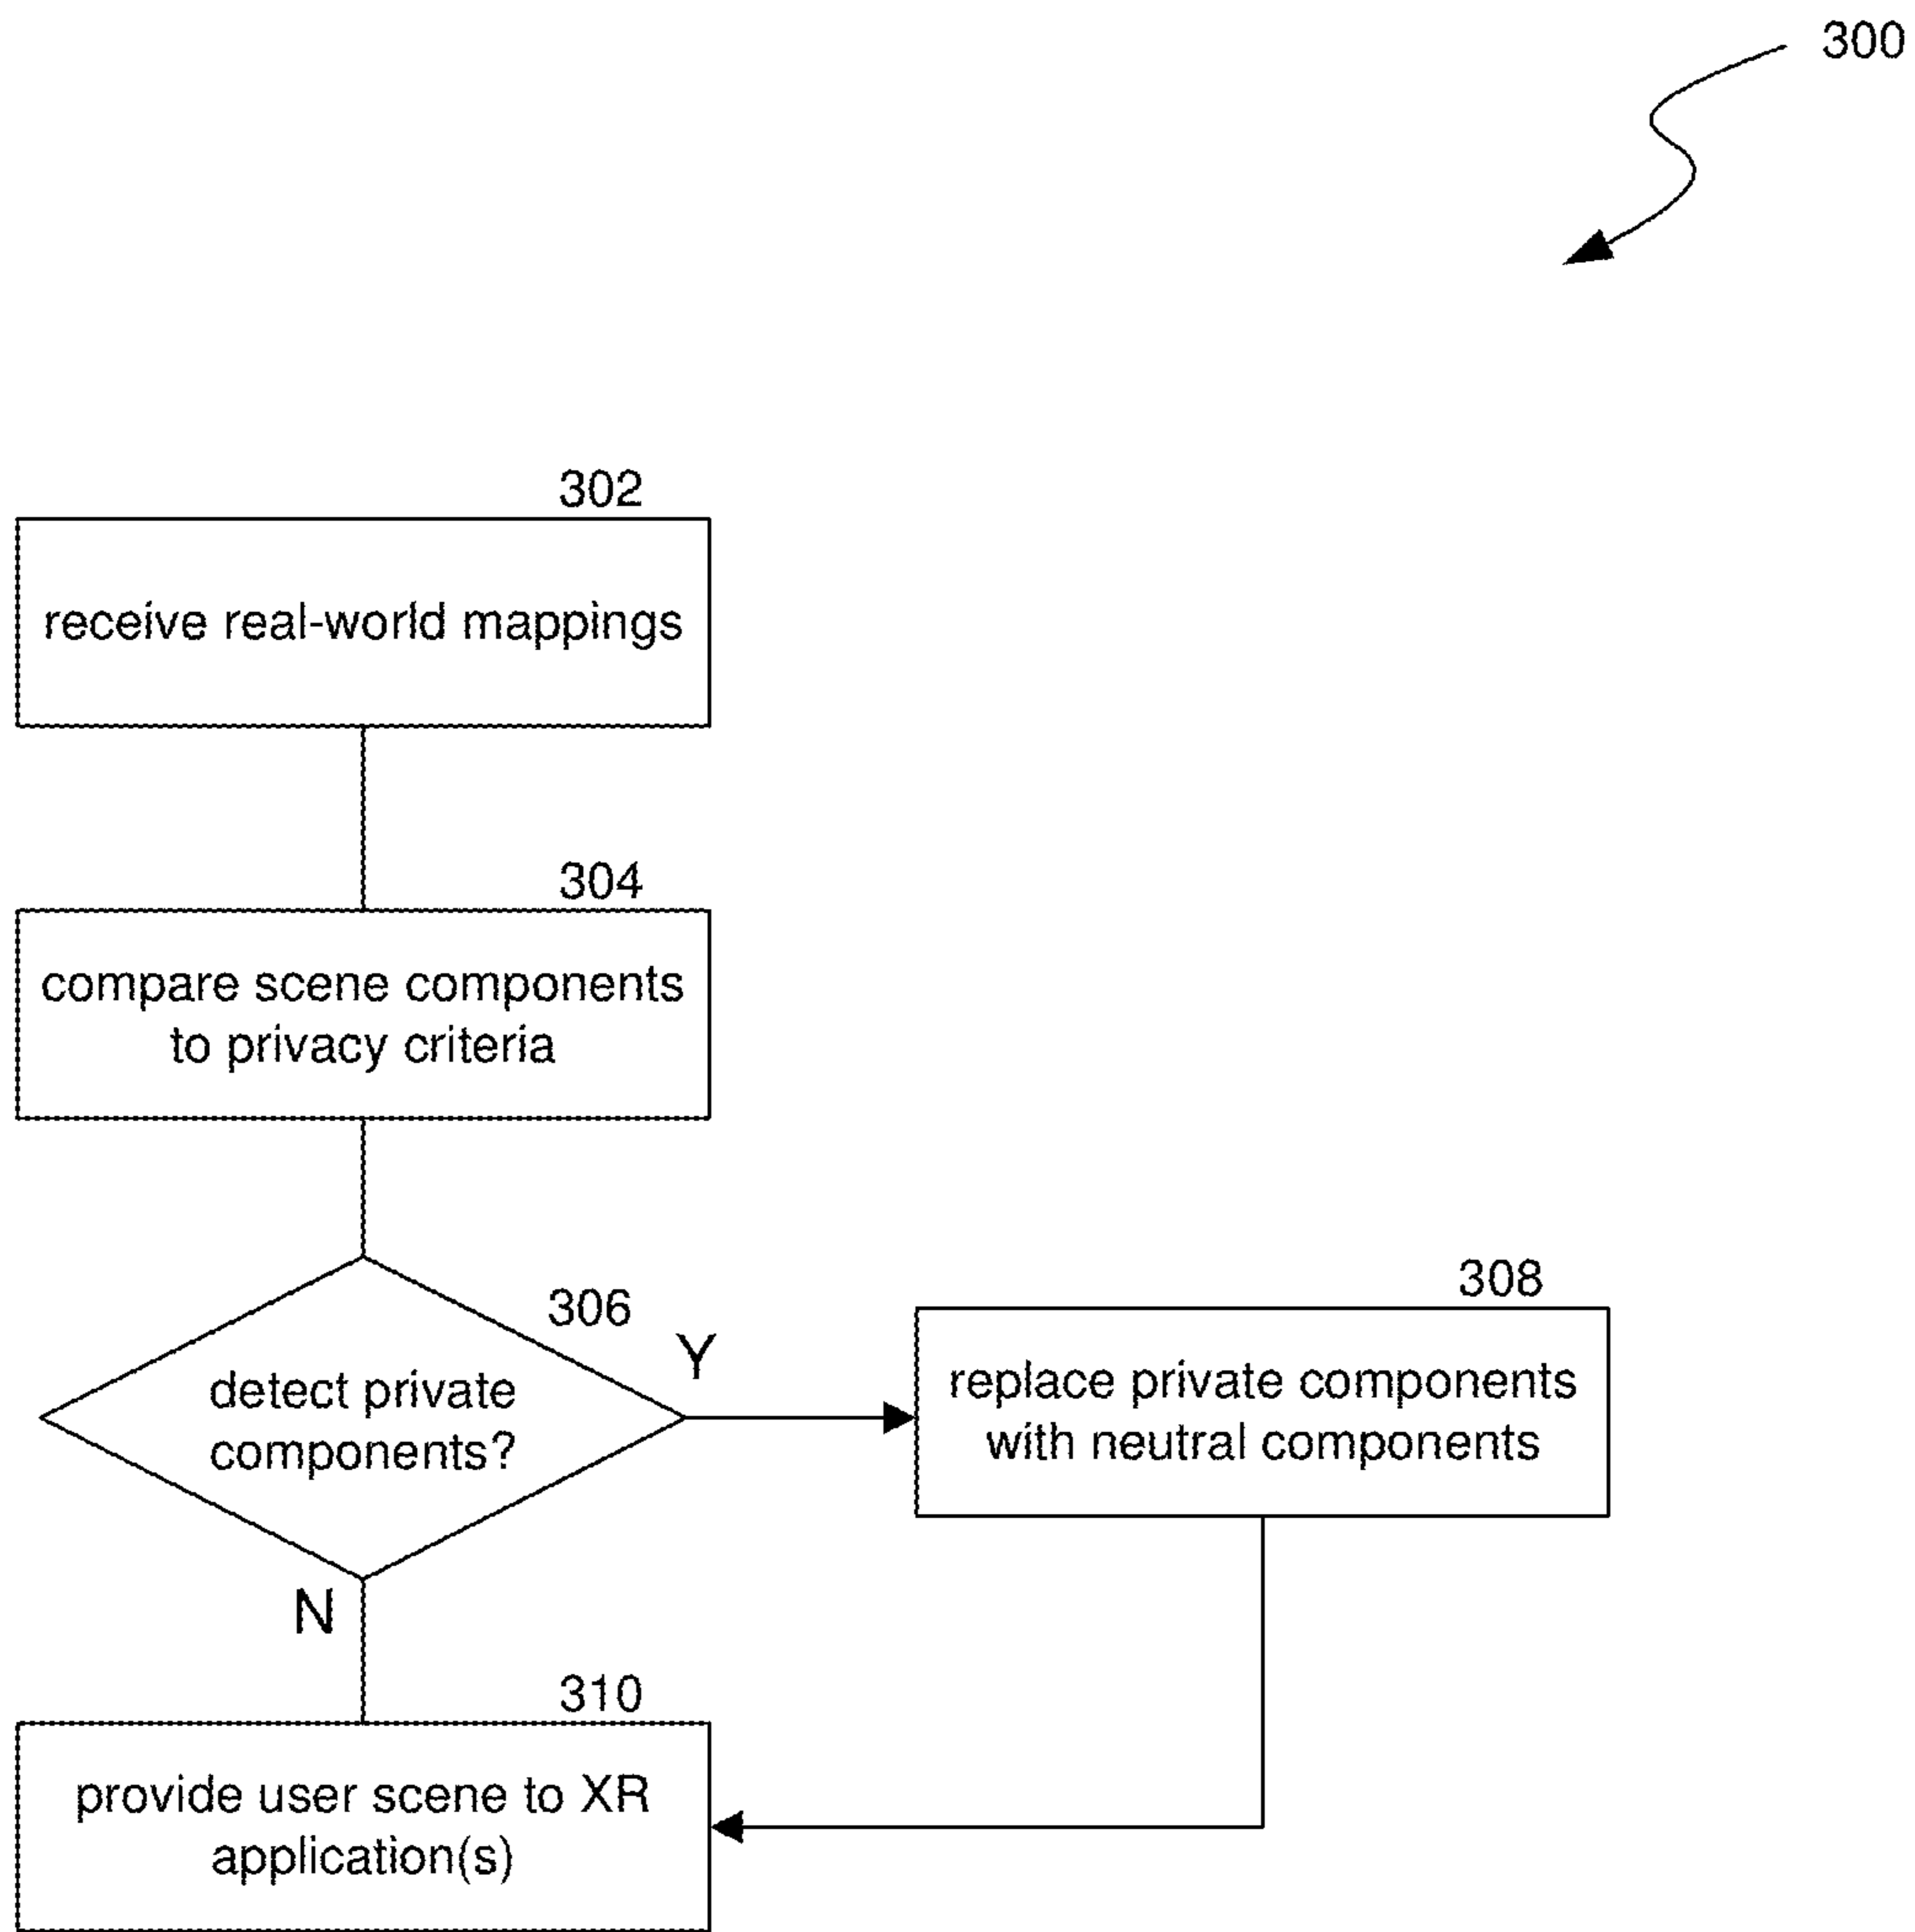 300
302
receive real-world mappings
304
compare scene components
to privacy criteria
306
Y
detect private
components?
308
replace private components
with neutral components
N
310
provide user scene to XR
application(s)